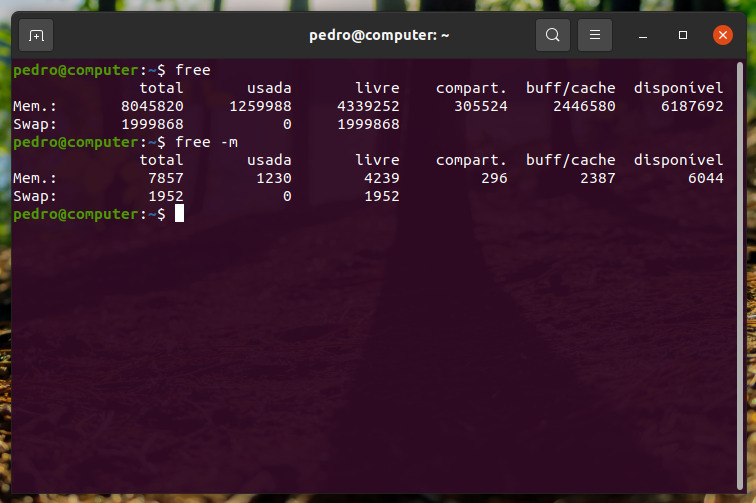 pedro@computer: ~
pedro@computer:~$ free
total usada livre compart. buff/cache disponível
Mem.: 8045820 1259988 4339252 305524 2446580 6187692
Swap: 1999868 0 1999868
pedro@computer:~$ free -m
total usada livre compart. buff/cache disponível
Mem.: 7857 1230 4239 296 2387 6044
Swap: 1952 0 1952
pedro@computer:~$